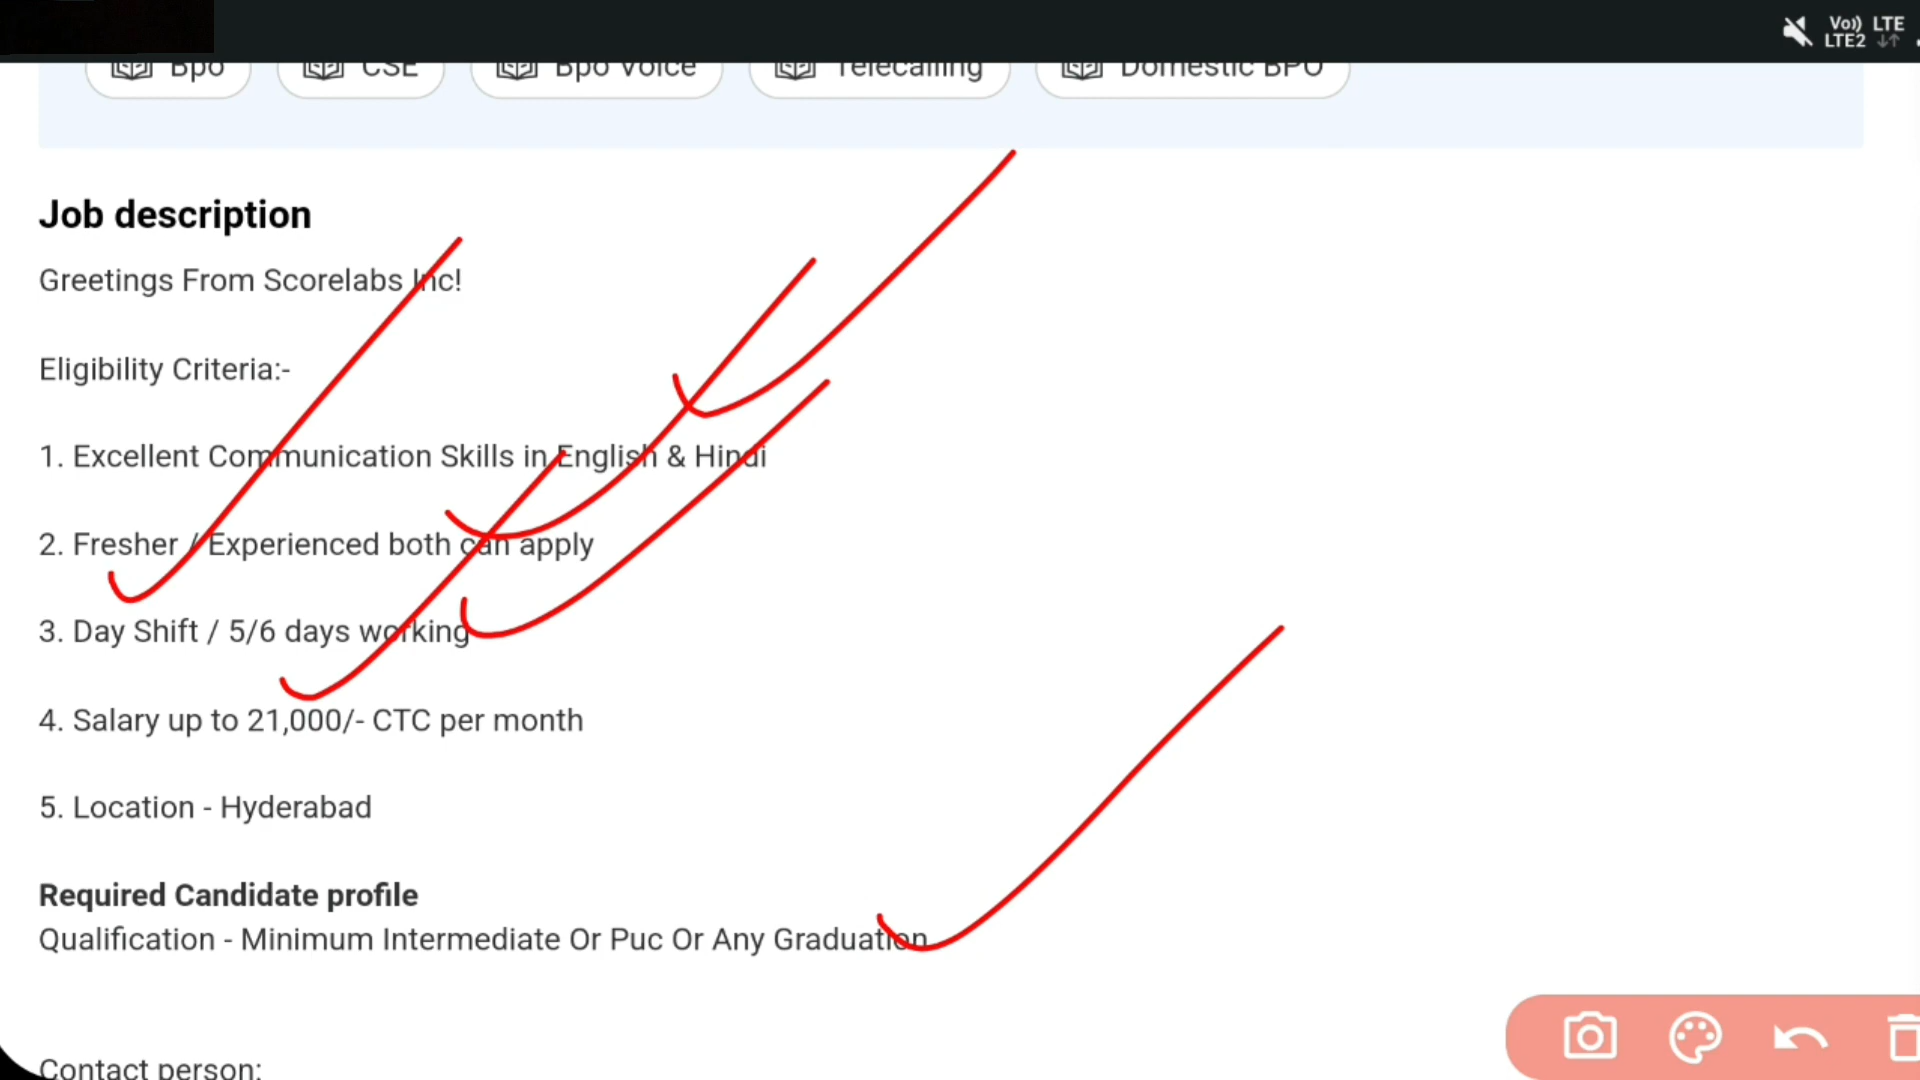 Vo)) LTE
LTE2
Bpo CSE Bpo Voice Telecalling Domestic BPO
Job description
Greetings From Scorelabs Inc!
Eligibility Criteria:-
1. Excellent Communication Skills in English & Hindi
2. Fresher / Experienced both can apply
3. Day Shift / 5/6 days working
4. Salary up to 21,000/- CTC per month
5. Location - Hyderabad
Required Candidate profile
Qualification - Minimum Intermediate Or Puc Or Any Graduation
Contact person: